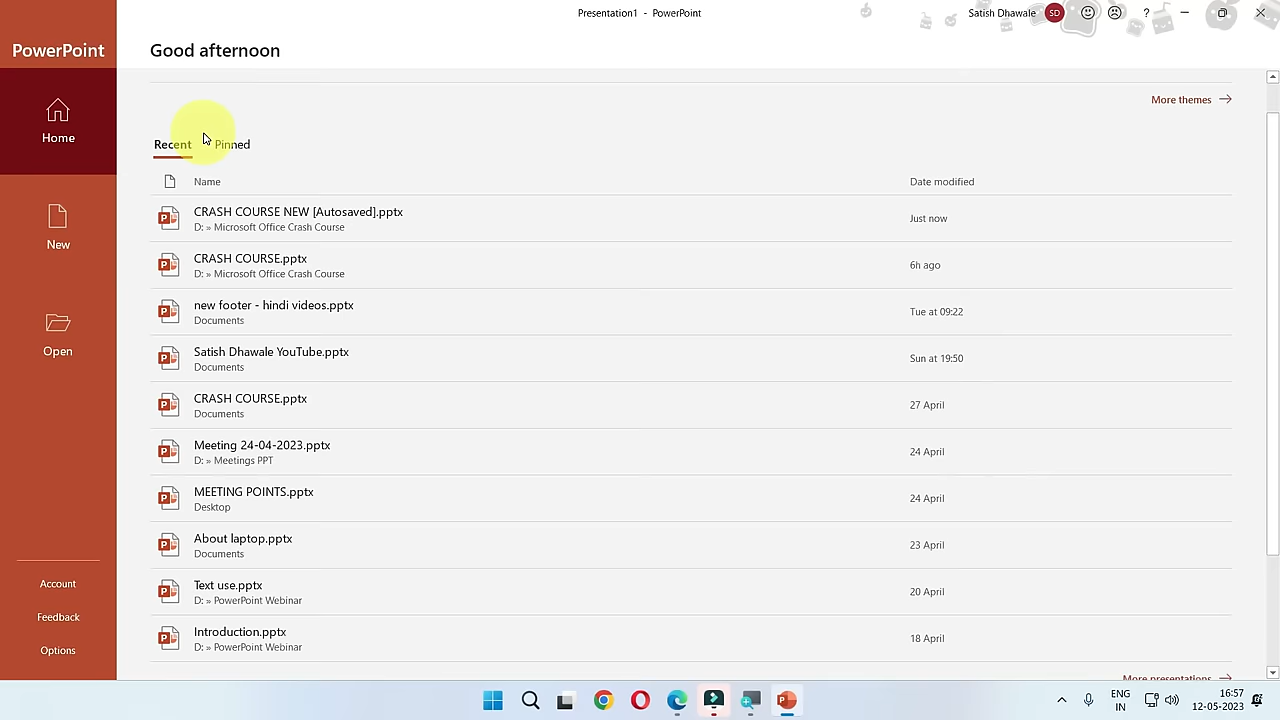 Presentation1 - PowerPoint
Satish Dhawale SD ?
PowerPoint
Good afternoon
Home
New
Open
Account
Feedback
Options
More themes
Recent Pinned
Name Date modified
CRASH COURSE NEW [Autosaved].pptx
D: » Microsoft Office Crash Course
Just now
CRASH COURSE.pptx
D: » Microsoft Office Crash Course
6h ago
new footer - hindi videos.pptx
Documents
Tue at 09:22
Satish Dhawale YouTube.pptx
Documents
Sun at 19:50
CRASH COURSE.pptx
Documents
27 April
Meeting 24-04-2023.pptx
D: » Meetings PPT
24 April
MEETING POINTS.pptx
Desktop
24 April
About laptop.pptx
Documents
23 April
Text use.pptx
D: » PowerPoint Webinar
20 April
Introduction.pptx
D: » PowerPoint Webinar
18 April
More presentations
ENG
IN
16:57
12-05-2023